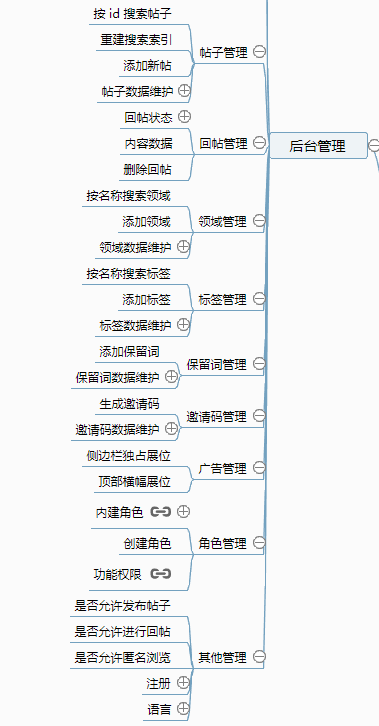 按 id 搜索帖子
重建搜索索引
添加新帖
帖子数据维护
帖子管理
回帖状态
内容数据
删除回帖
回帖管理
后台管理
按名称搜索领域
添加领域
领域数据维护
领域管理
按名称搜索标签
添加标签
标签数据维护
标签管理
添加保留词
保留词数据维护
保留词管理
生成邀请码
邀请码数据维护
邀请码管理
侧边栏独占展位
顶部横幅展位
广告管理
内建角色
创建角色
功能权限
角色管理
是否允许发布帖子
是否允许进行回帖
是否允许匿名浏览
注册
语言
其他管理